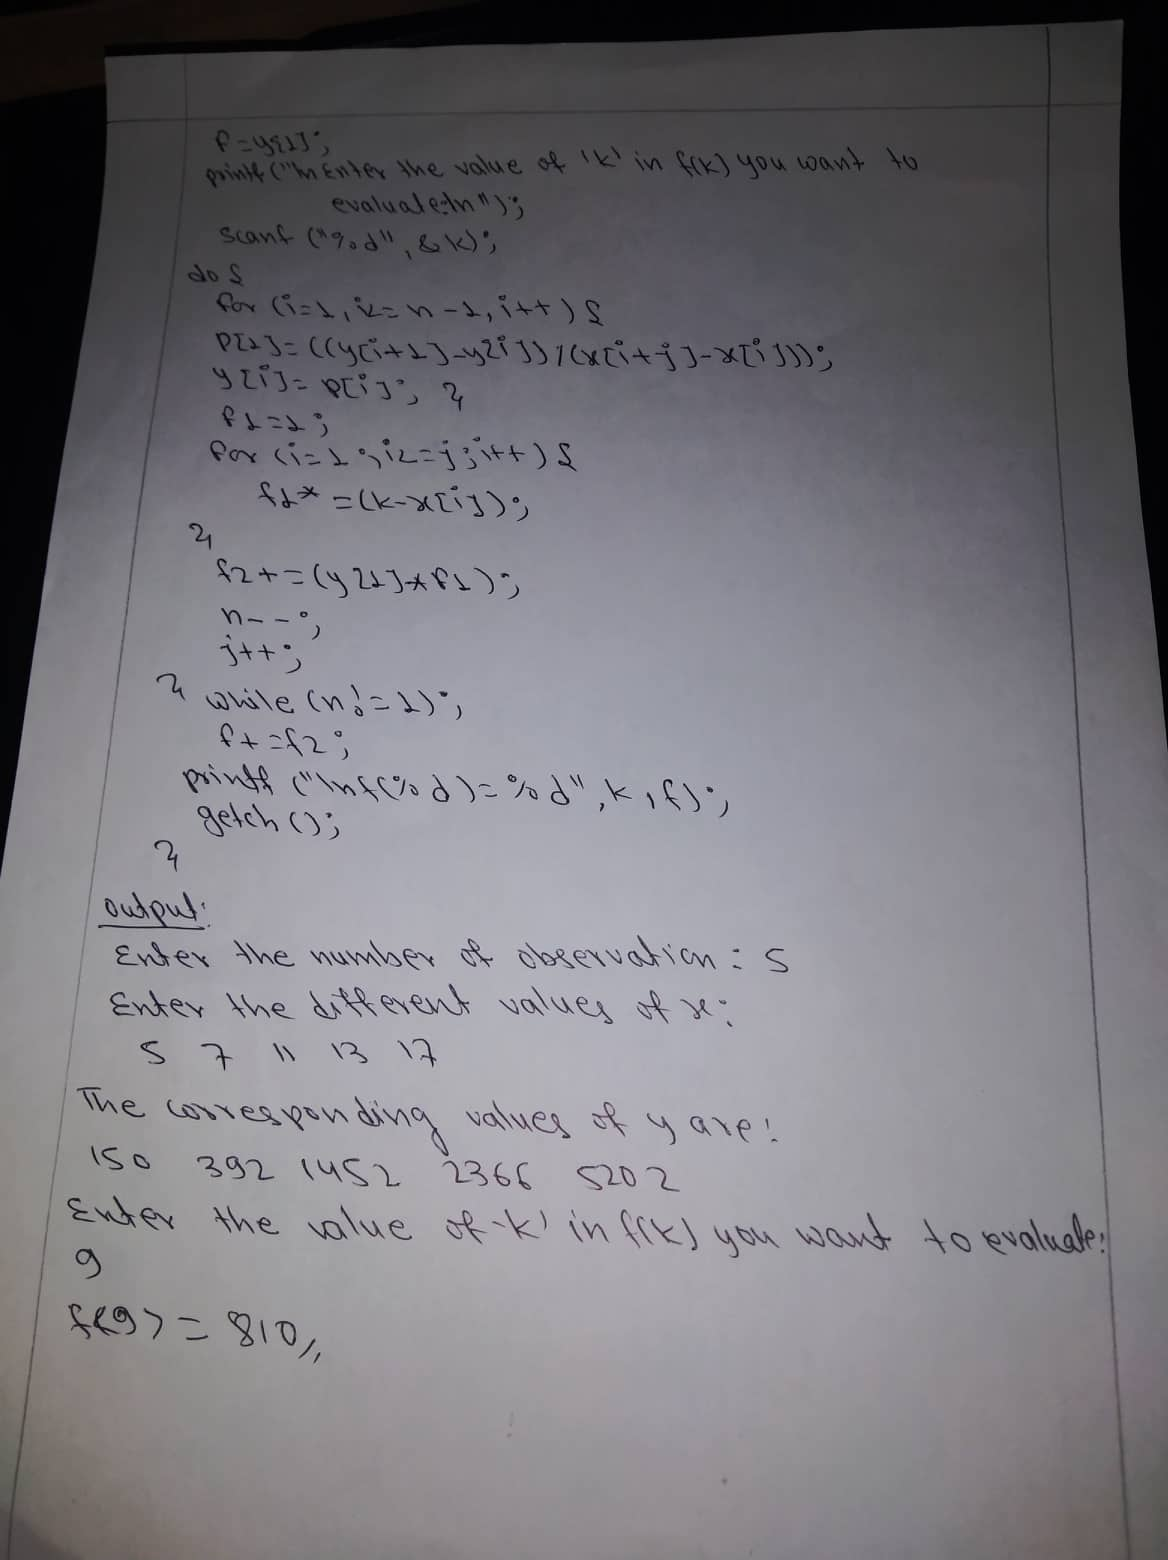 f=y[1];
printf("\n Enter the value of 'k' in f(k) you want to
evaluate:\n");
scanf ("%d", &k);
do {
for (i=1, i<=n-1, i++) {
P[1]=((y[i+1]-y[i])/(x[i+j]-x[i]));
y[i]= p[i]; }
f1=1;
for (i=1; i<=j; i++) {
f1* =(k-x[i]);
}
f2+=(y[1]*f1);
n--;
j++;
} while (n!=1);
f+=f2;
printf ("\nf(%d)=%d", k, f);
getch();
}
output:
Enter the number of observation: 5
Enter the different values of x:
5 7 11 13 17
The corresponding values of y are:
150 392 1452 2366 5202
Enter the value of 'k' in f(k) you want to evaluate:
9
f(9) = 810,,